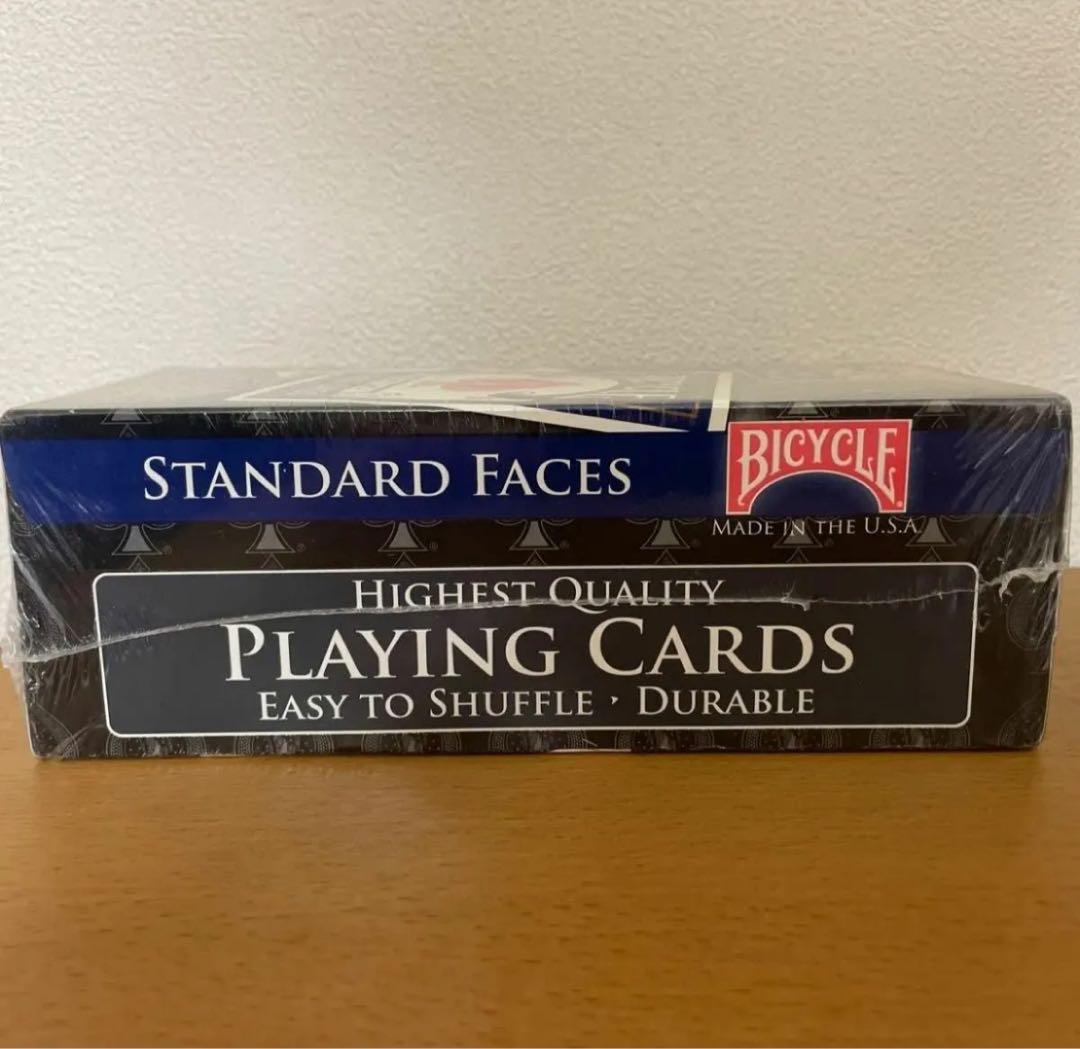 STANDARD FACES
BICYCLE
MADE IN THE U.S.A.
HIGHEST QUALITY
PLAYING CARDS
EASY TO SHUFFLE · DURABLE